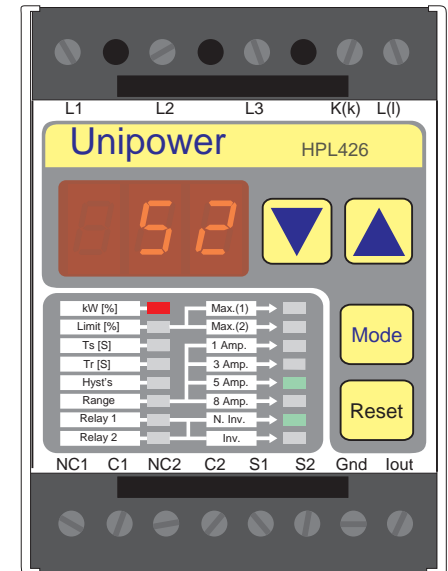 L1 L2 L3 K(k) L(l)
Unipower HPL426
52
kW [%] Max.(1)
Limit [%] Max.(2)
Ts [S] 1 Amp.
Tr [S] 3 Amp.
Hyst's 5 Amp.
Range 8 Amp.
Relay 1 N. Inv.
Relay 2 Inv.
Mode
Reset
NC1 C1 NC2 C2 S1 S2 Gnd Iout